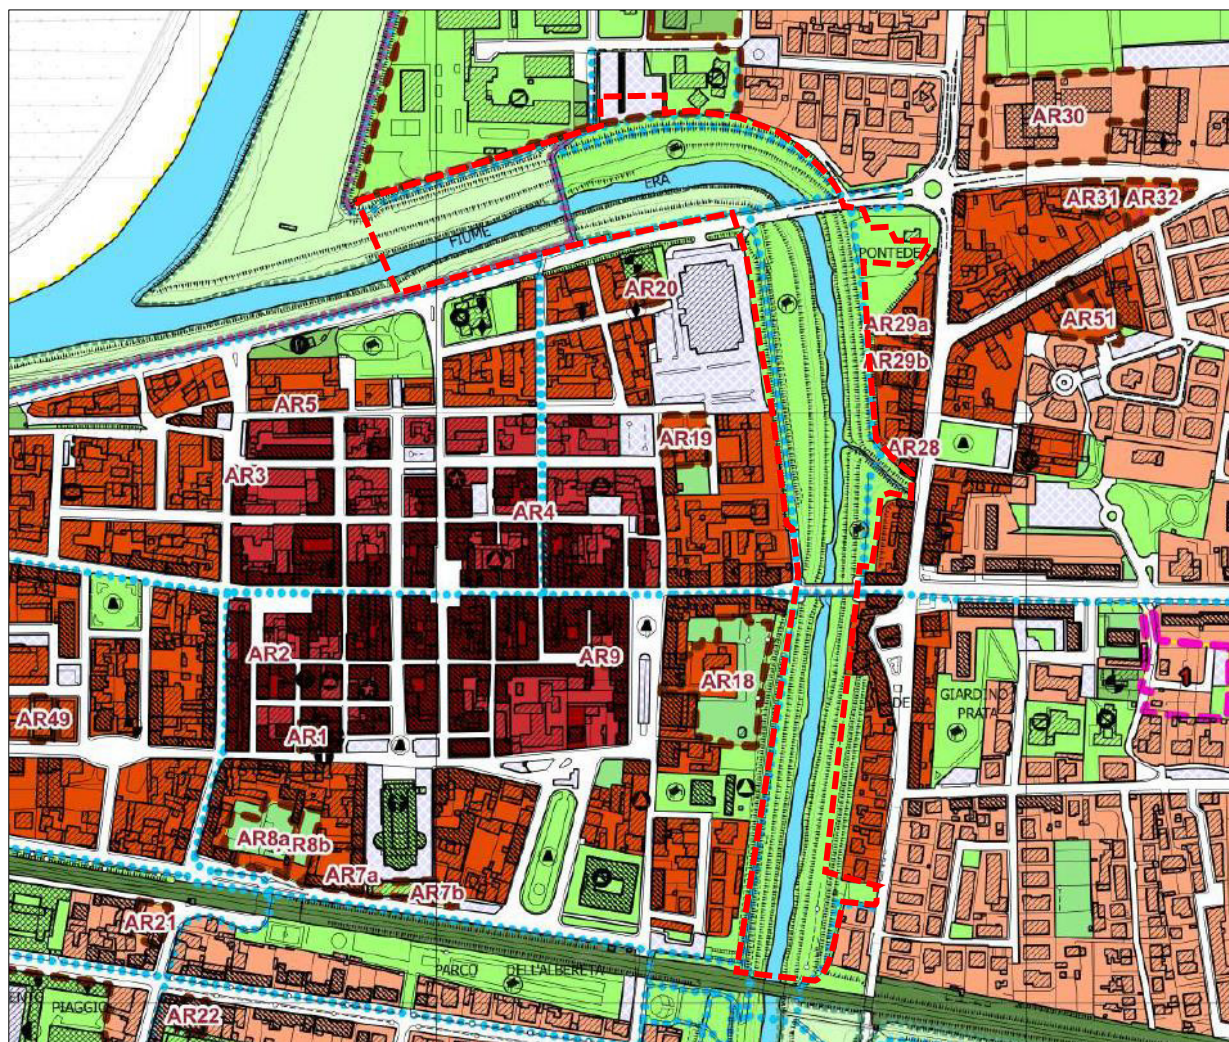 AR30
AR31 AR32
ERA
FIUME
PONTEDE
AR20
AR29a
AR51
AR29b
AR5
AR19
AR28
AR3
AR4
AR2
AR9
AR18
GIARDINO
PRATA
AR49
AR1
AR8a
AR8b
AR7a
AR7b
AR21
PARCO DELL'ALBERETA
PIAGGIO
AR22